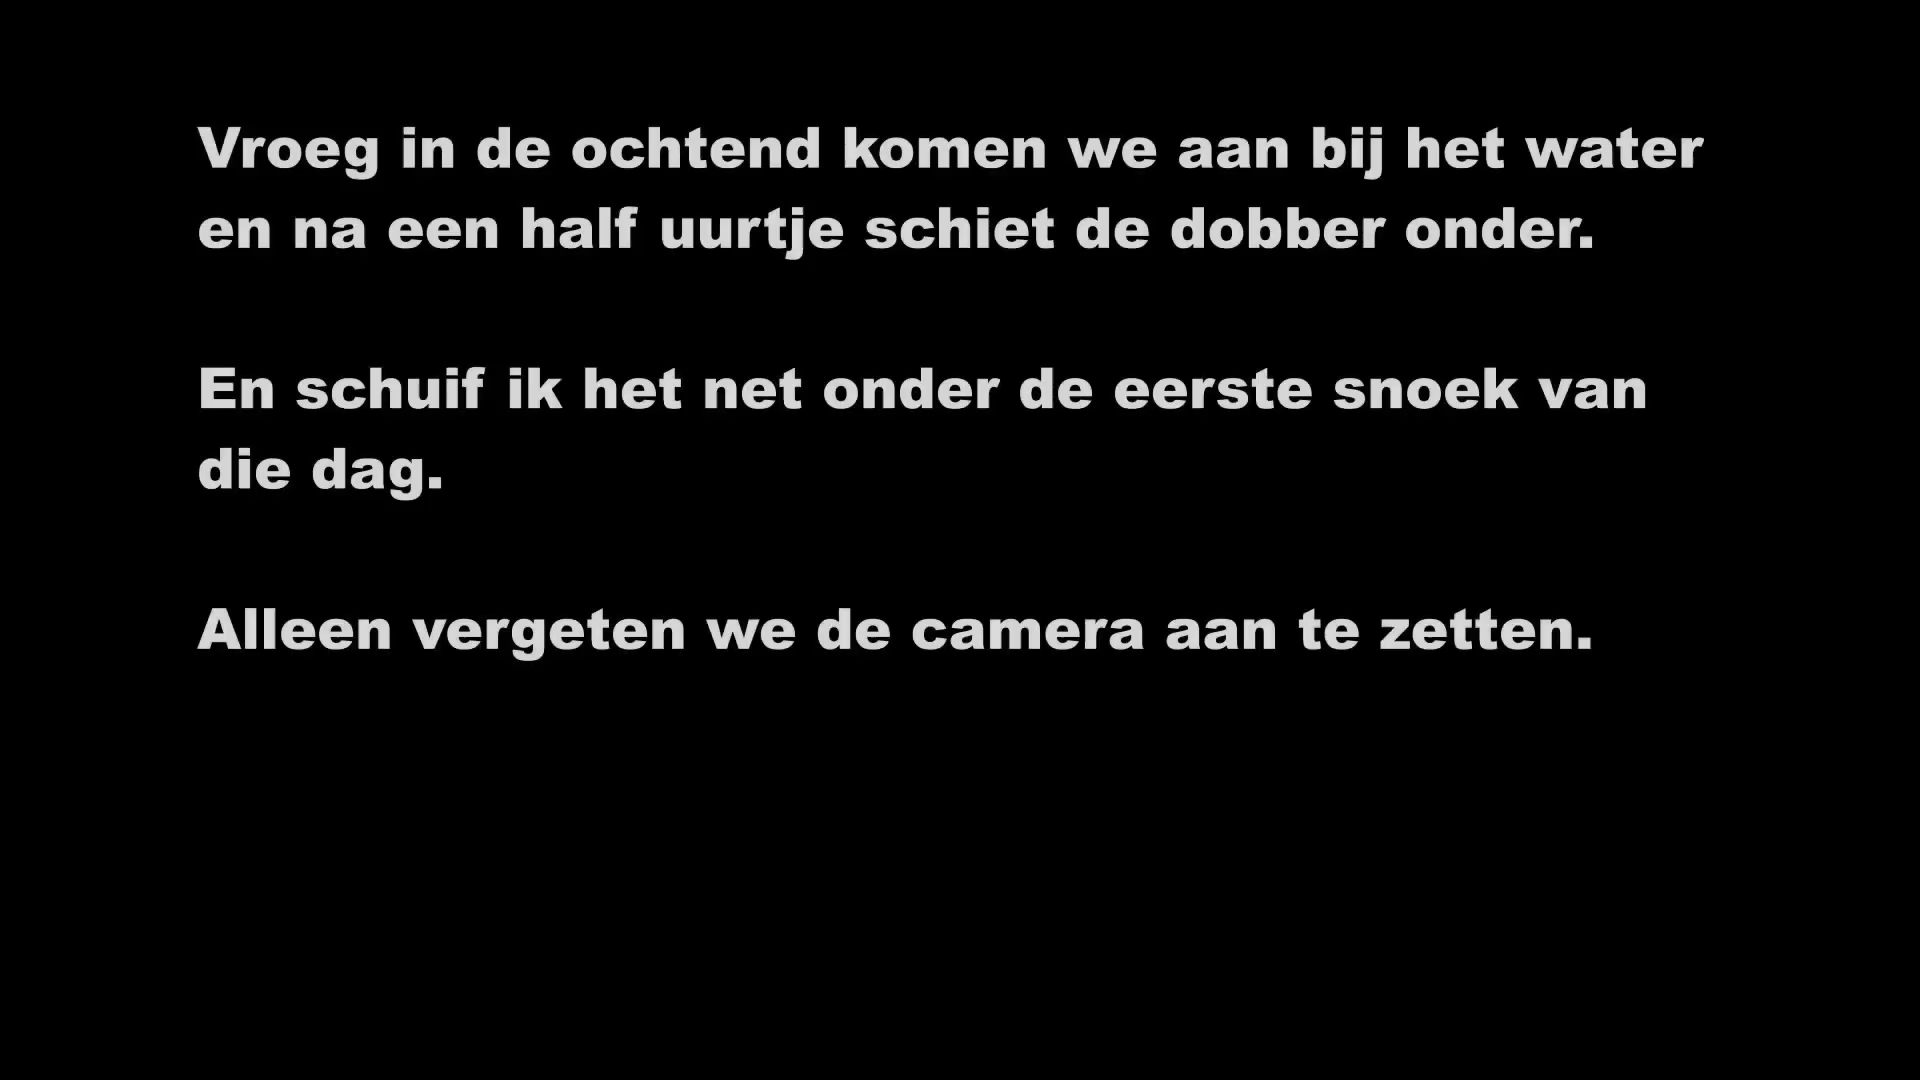 Vroeg in de ochtend komen we aan bij het water
en na een half uurtje schiet de dobber onder.
En schuif ik het net onder de eerste snoek van
die dag.
Alleen vergeten we de camera aan te zetten.